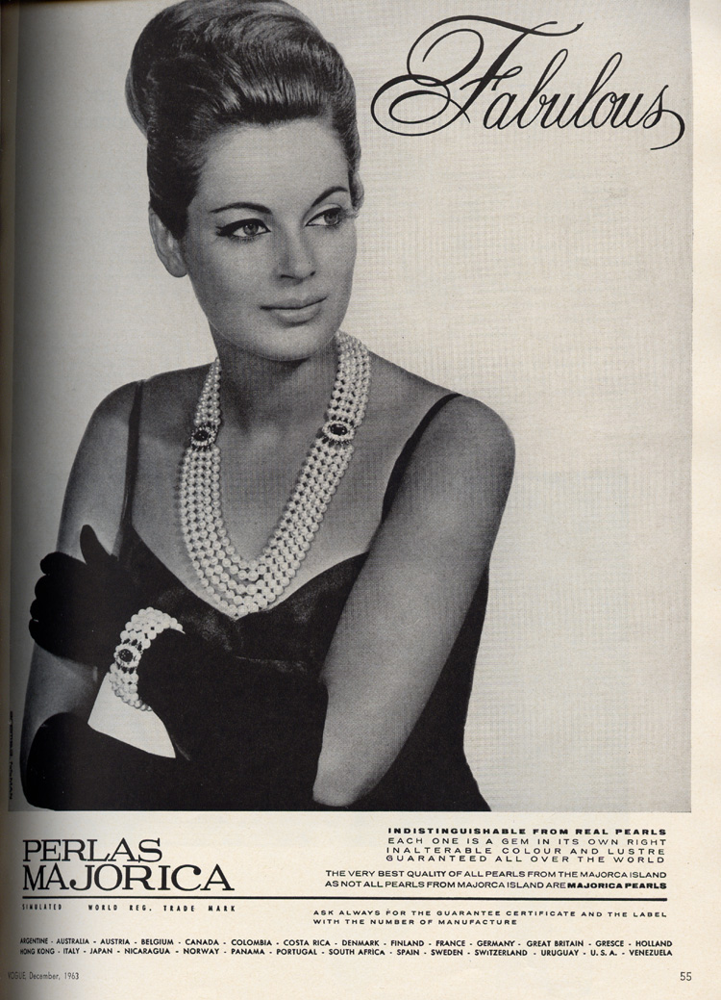 Fabulous
PERLAS
MAJORICA
SIMULATED WORLD REG. TRADE MARK
INDISTINGUISHABLE FROM REAL PEARLS
EACH ONE IS A GEM IN ITS OWN RIGHT
INALTERABLE COLOUR AND LUSTRE
GUARANTEED ALL OVER THE WORLD
THE VERY BEST QUALITY OF ALL PEARLS FROM THE MAJORCA ISLAND
AS NOT ALL PEARLS FROM MAJORCA ISLAND ARE MAJORICA PEARLS
ASK ALWAYS FOR THE GUARANTEE CERTIFICATE AND THE LABEL
WITH THE NUMBER OF MANUFACTURE
ARGENTINE - AUSTRALIA - AUSTRIA - BELGIUM - CANADA - COLOMBIA - COSTA RICA - DENMARK - FINLAND - FRANCE - GERMANY - GREAT BRITAIN - GRESCE - HOLLAND
HONG KONG - ITALY - JAPAN - NICARAGUA - NORWAY - PANAMA - PORTUGAL - SOUTH AFRICA - SPAIN - SWEDEN - SWITZERLAND - URUGUAY - U. S. A. - VENEZUELA
VOGUE, December, 1963
55